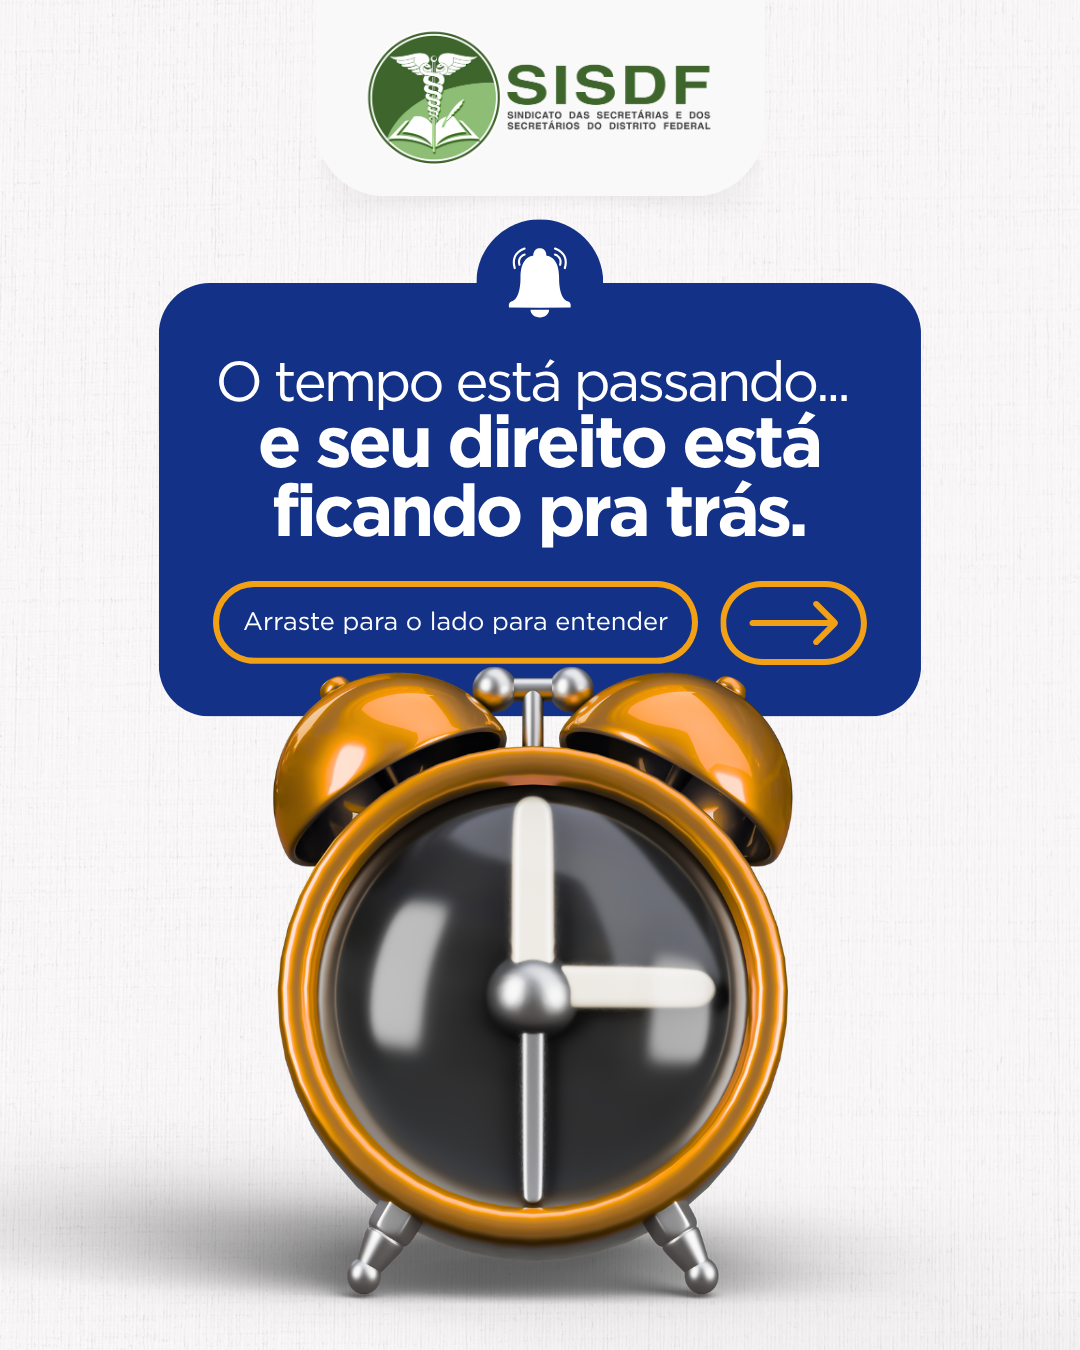 SISDF
SINDICATO DAS SECRETÁRIAS E DOS
SECRETÁRIOS DO DISTRITO FEDERAL
O tempo está passando...
e seu direito está
ficando pra trás.
Arraste para o lado para entender